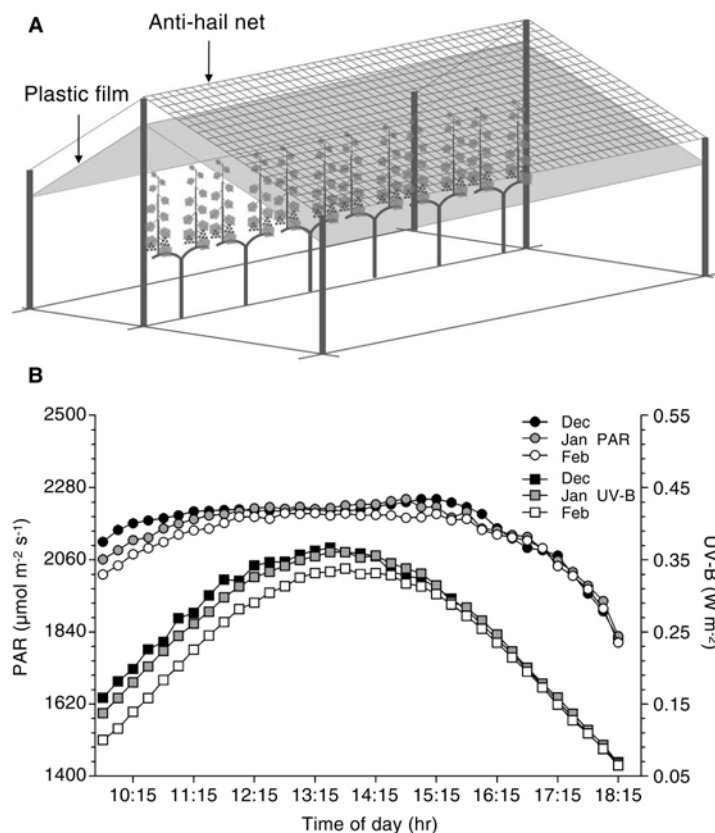 A
Anti-hail net
Plastic film
B
2500
2280
2060
1840
1620
1400
PAR (μmol m⁻² s⁻¹)
Dec
Jan PAR
Feb
Dec
Jan UV-B
Feb
0.55
0.45
0.35
0.25
0.15
0.05
UV-B (W m⁻²)
10:15 11:15 12:15 13:15 14:15 15:15 16:15 17:15 18:15
Time of day (hr)